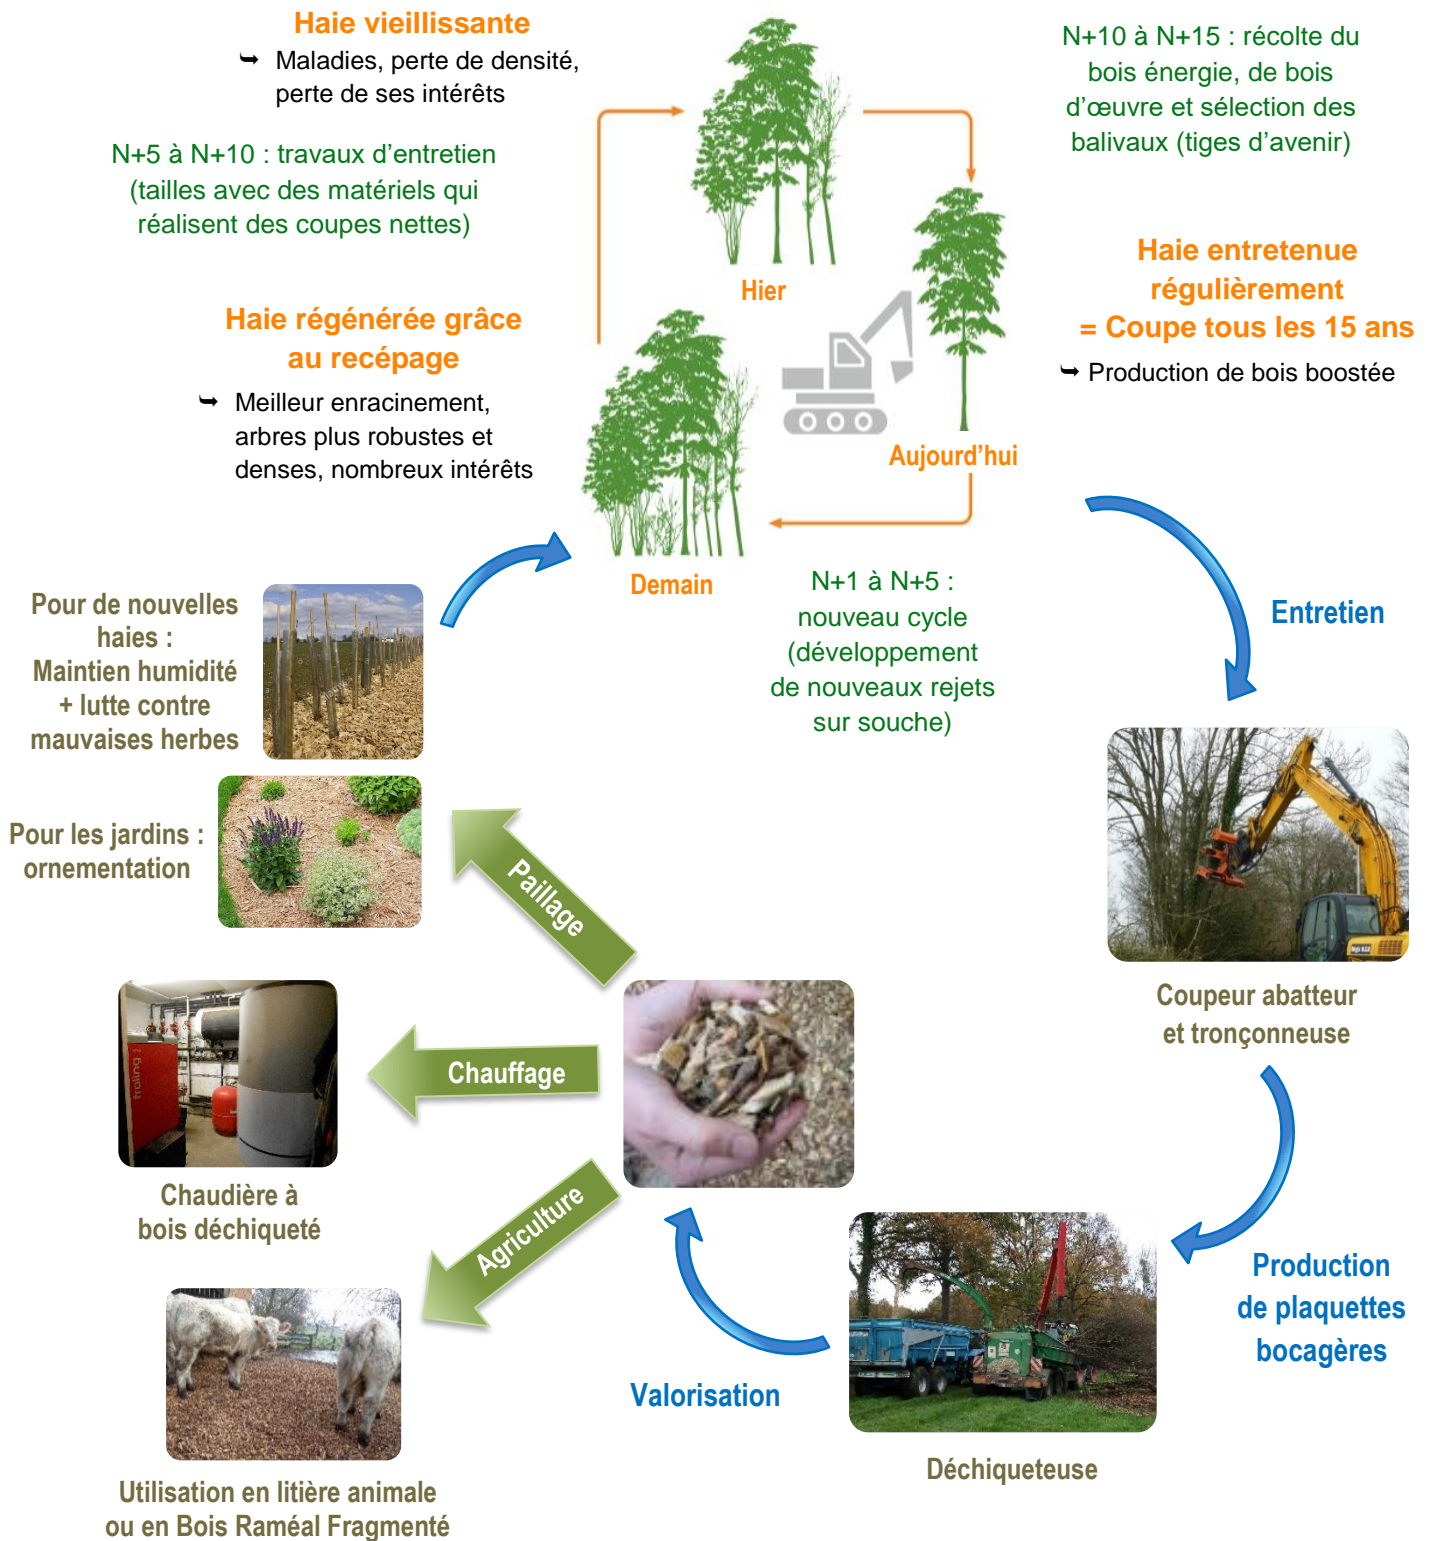 Haie vieillissante
➥ Maladies, perte de densité,
perte de ses intérêts
N+10 à N+15 : récolte du
bois énergie, de bois
d’œuvre et sélection des
balivaux (tiges d’avenir)
N+5 à N+10 : travaux d’entretien
(tailles avec des matériels qui
réalisent des coupes nettes)
Hier
Haie entretenue
régulièrement
= Coupe tous les 15 ans
➥ Production de bois boostée
Haie régénérée grâce
au recépage
➥ Meilleur enracinement,
arbres plus robustes et
denses, nombreux intérêts
Aujourd’hui
Demain
N+1 à N+5 :
nouveau cycle
(développement
de nouveaux rejets
sur souche)
Entretien
Pour de nouvelles
haies :
Maintien humidité
+ lutte contre
mauvaises herbes
Pour les jardins :
ornementation
Paillage
Coupeur abatteur
et tronçonneuse
Chauffage
froling
Chaudière à
bois déchiqueté
Agriculture
Production
de plaquettes
bocagères
Valorisation
Déchiqueteuse
Utilisation en litière animale
ou en Bois Raméal Fragmenté